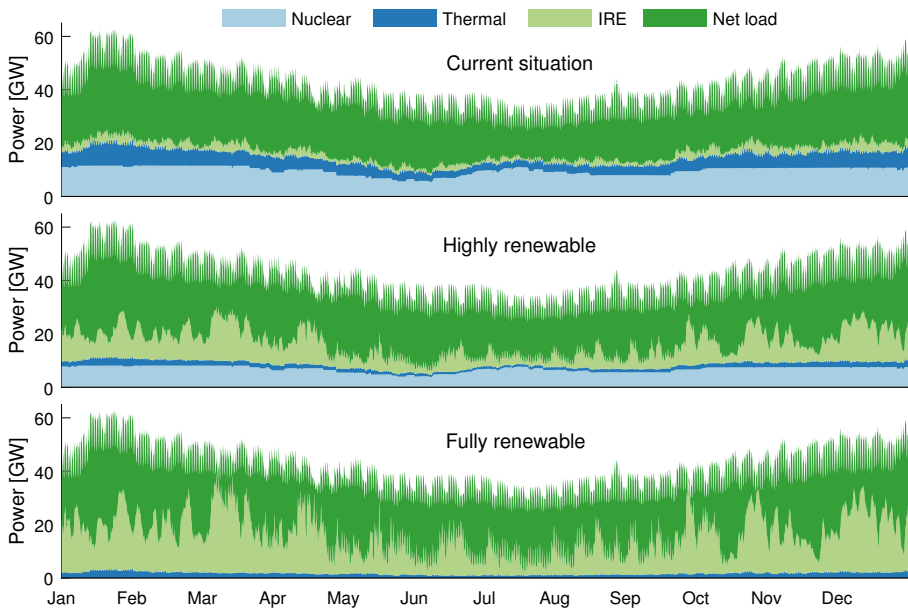 Nuclear Thermal IRE Net load
Power [GW]
60
40
20
0
Current situation
Power [GW]
60
40
20
0
Highly renewable
Power [GW]
60
40
20
0
Fully renewable
Jan Feb Mar Apr May Jun Jul Aug Sep Oct Nov Dec